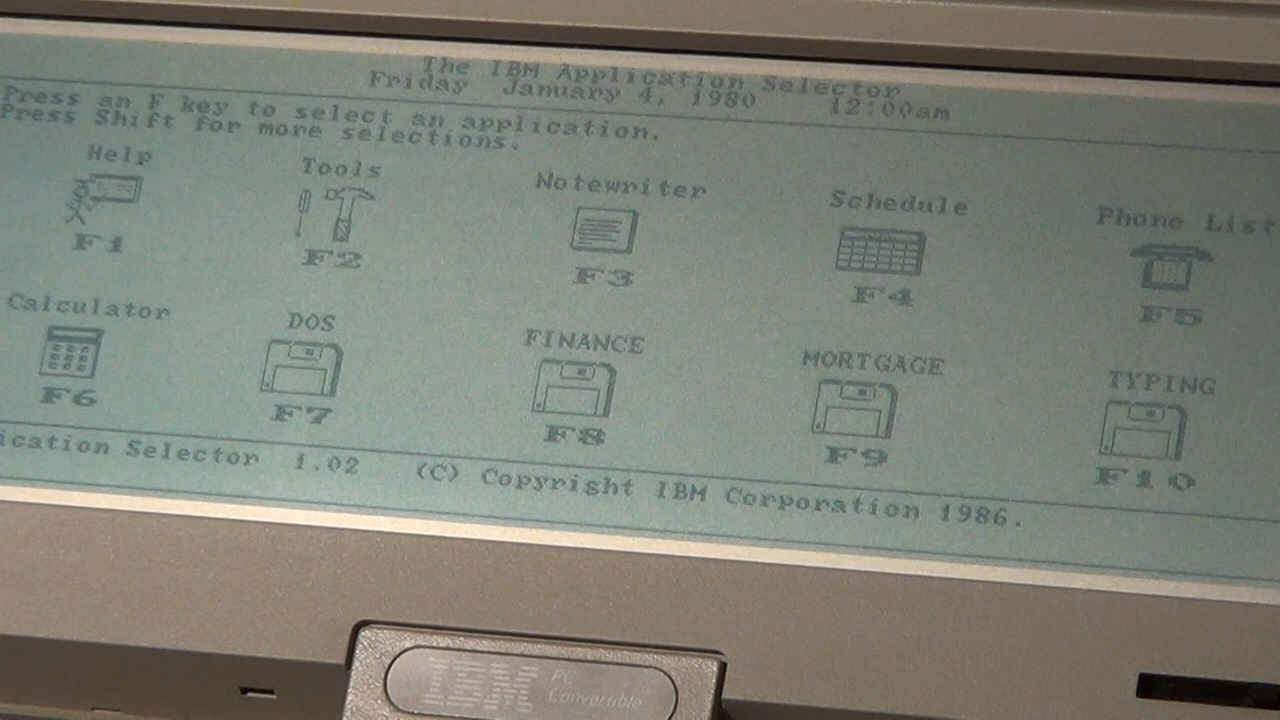 The IBM Application Selector
Friday January 4, 1980 12:00am
Press an F key to select an application.
Press Shift for more selections.
Help Tools Notewriter Schedule Phone List
F1 F2 F3 F4 F5
Calculator DOS FINANCE MORTGAGE TYPING
F6 F7 F8 F9 F10
ication Selector 1.02 (C) Copyright IBM Corporation 1986.
IBM PC
Convertible